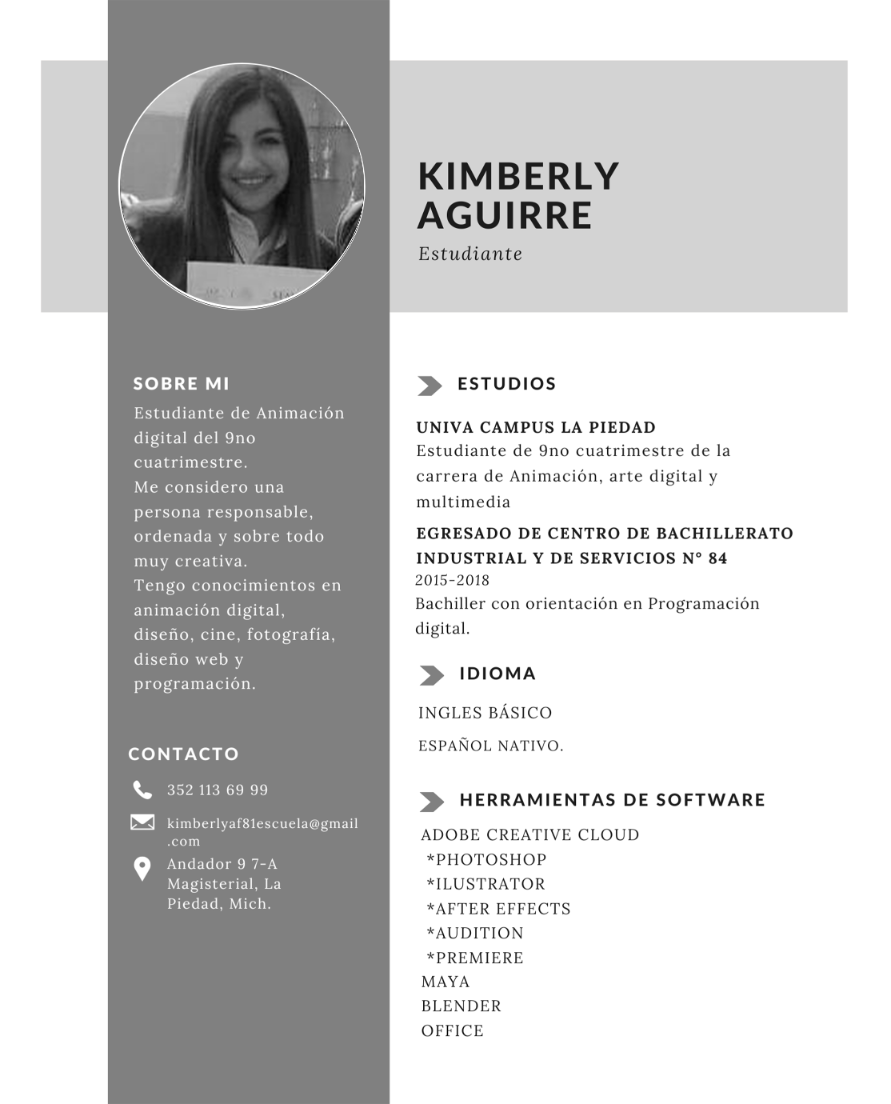 KIMBERLY
AGUIRRE
Estudiante
SOBRE MI
Estudiante de Animación
digital del 9no
cuatrimestre.
Me considero una
persona responsable,
ordenada y sobre todo
muy creativa.
Tengo conocimientos en
animación digital,
diseño, cine, fotografía,
diseño web y
programación.
CONTACTO
352 113 69 99
kimberlyaf81escuela@gmail
.com
Andador 9 7-A
Magisterial, La
Piedad, Mich.
ESTUDIOS
UNIVA CAMPUS LA PIEDAD
Estudiante de 9no cuatrimestre de la
carrera de Animación, arte digital y
multimedia
EGRESADO DE CENTRO DE BACHILLERATO
INDUSTRIAL Y DE SERVICIOS N° 84
2015-2018
Bachiller con orientación en Programación
digital.
IDIOMA
INGLES BÁSICO
ESPAÑOL NATIVO.
HERRAMIENTAS DE SOFTWARE
ADOBE CREATIVE CLOUD
*PHOTOSHOP
*ILUSTRATOR
*AFTER EFFECTS
*AUDITION
*PREMIERE
MAYA
BLENDER
OFFICE